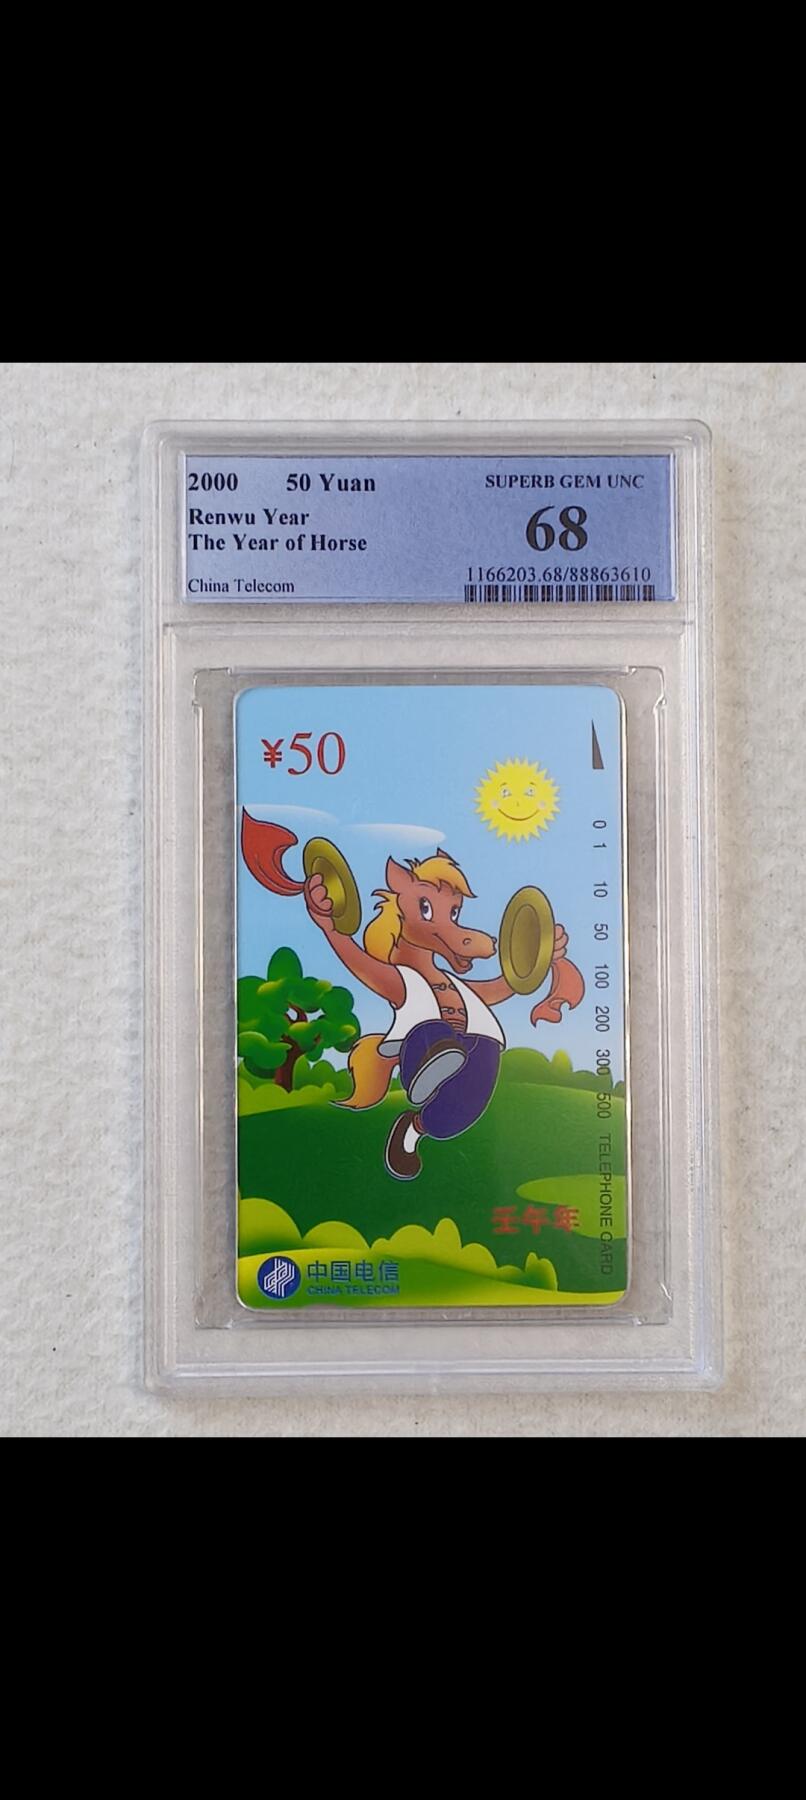 2000 50 Yuan
SUPERB GEM UNC
Renwu Year
68
The Year of Horse
China Telecom
1166203.68/88863610
¥50
0 1 10 50 100 200 300 500 TELEPHONE CARD
壬午年
中国电信
CHINA TELECOM